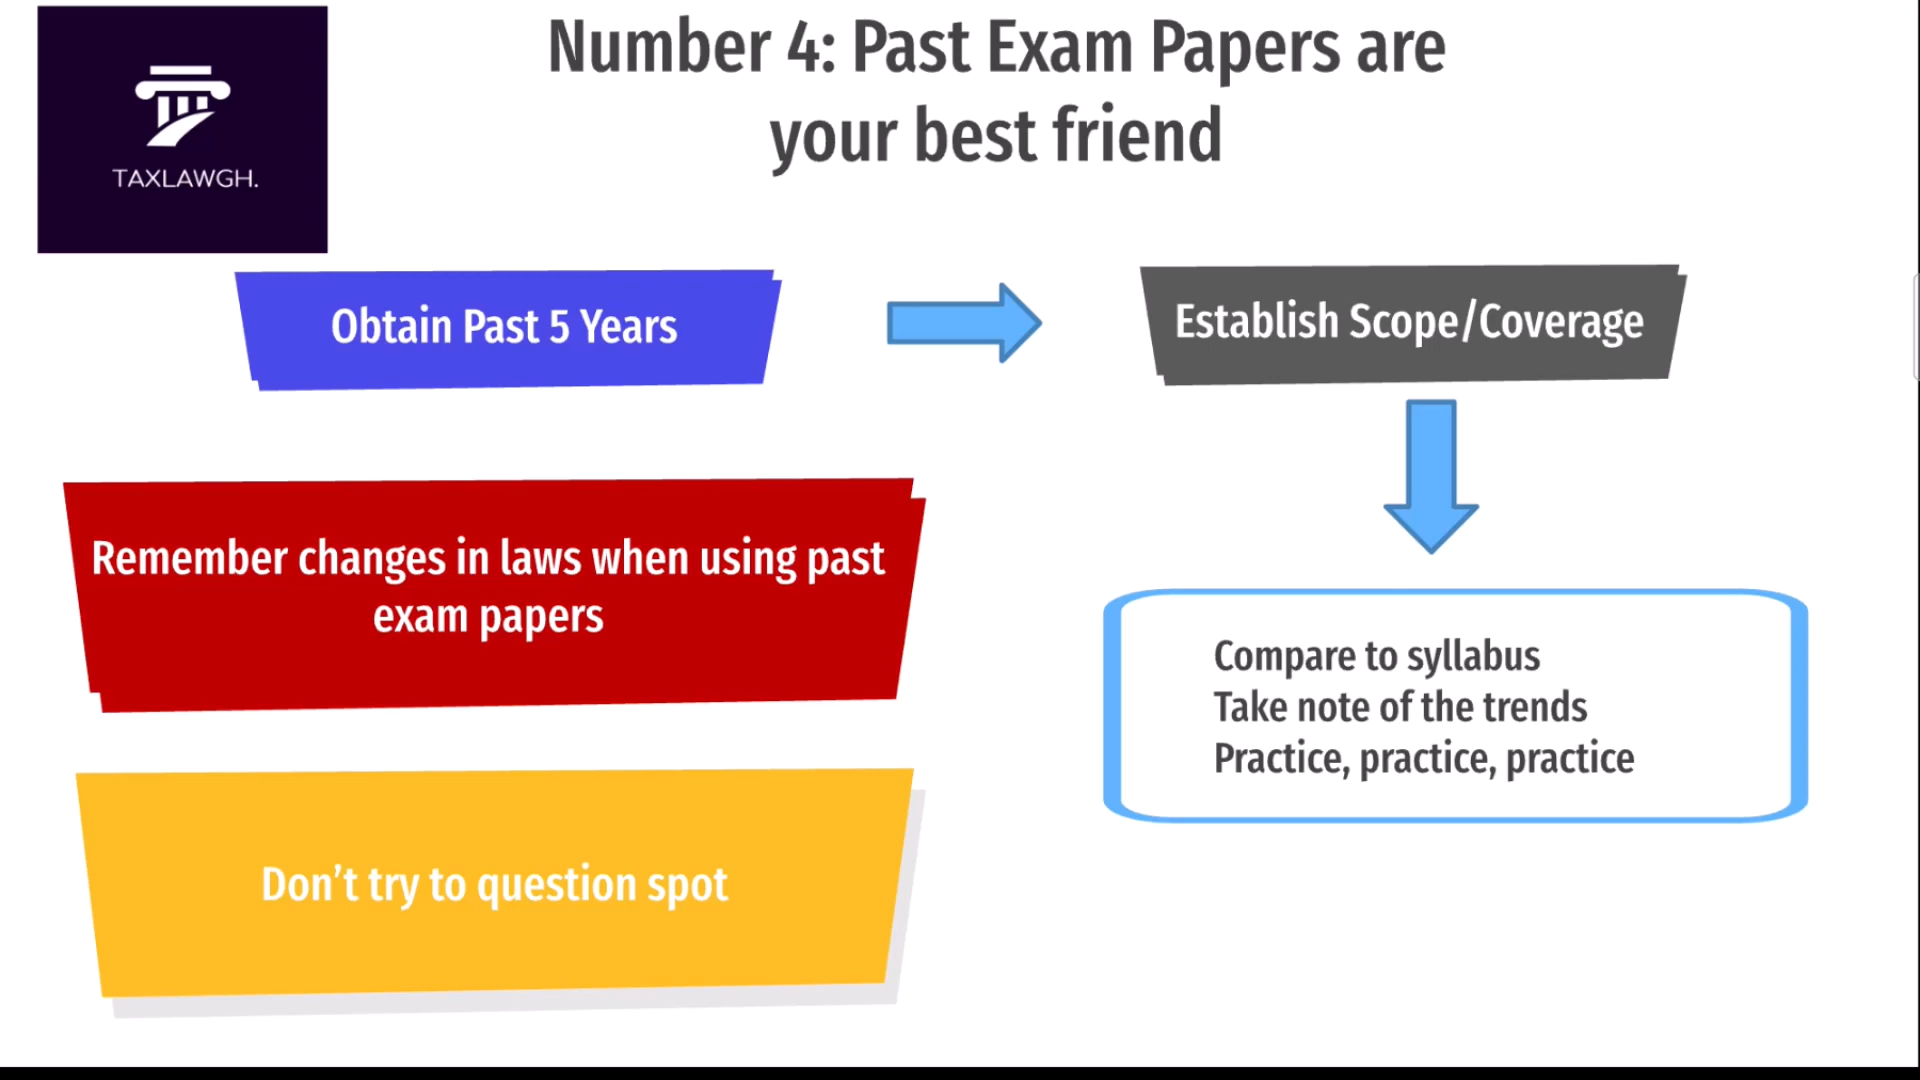 Number 4: Past Exam Papers are
your best friend
TAXLAWGH.
Obtain Past 5 Years
Establish Scope/Coverage
Remember changes in laws when using past
exam papers
Compare to syllabus
Take note of the trends
Practice, practice, practice
Don’t try to question spot